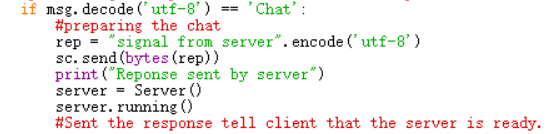 if msg.decode('utf-8') == 'Chat':
#preparing the chat
rep = "signal from server".encode('utf-8')
sc.send(bytes(rep))
print("Reponse sent by server")
server = Server()
server.running()
#Sent the response tell client that the server is ready.